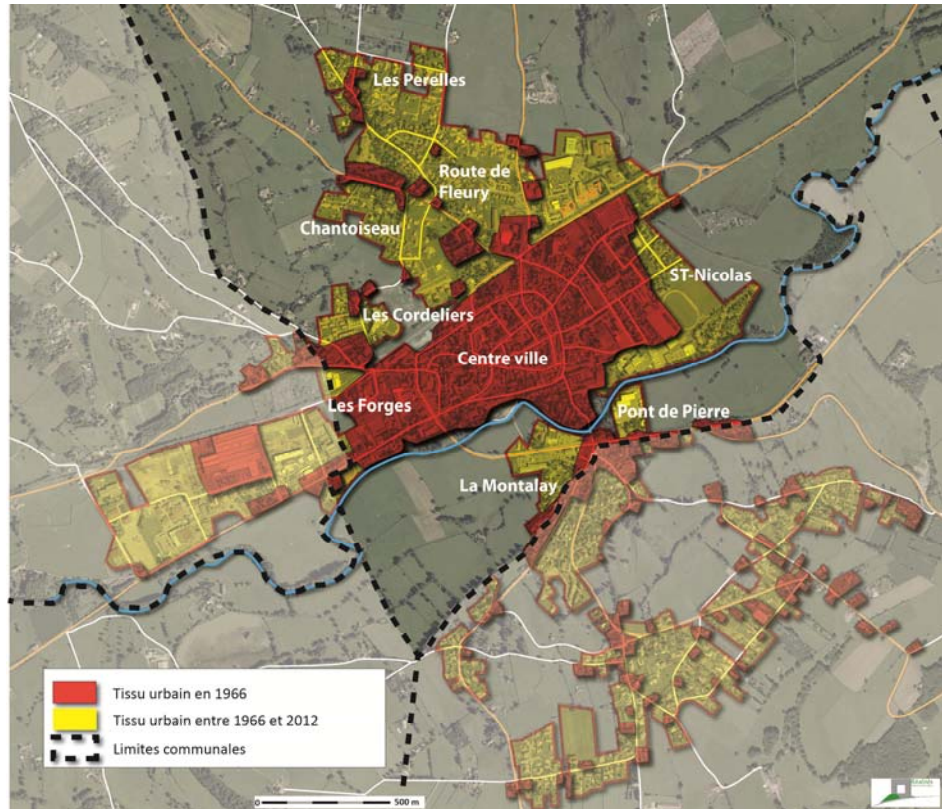 Les Perelles
Route de
Fleury
Chantoiseau
ST-Nicolas
Les Cordeliers
Centre ville
Les Forges
Pont de Pierre
La Montalay
Tissu urbain en 1966
Tissu urbain entre 1966 et 2012
Limites communales
0
500 m